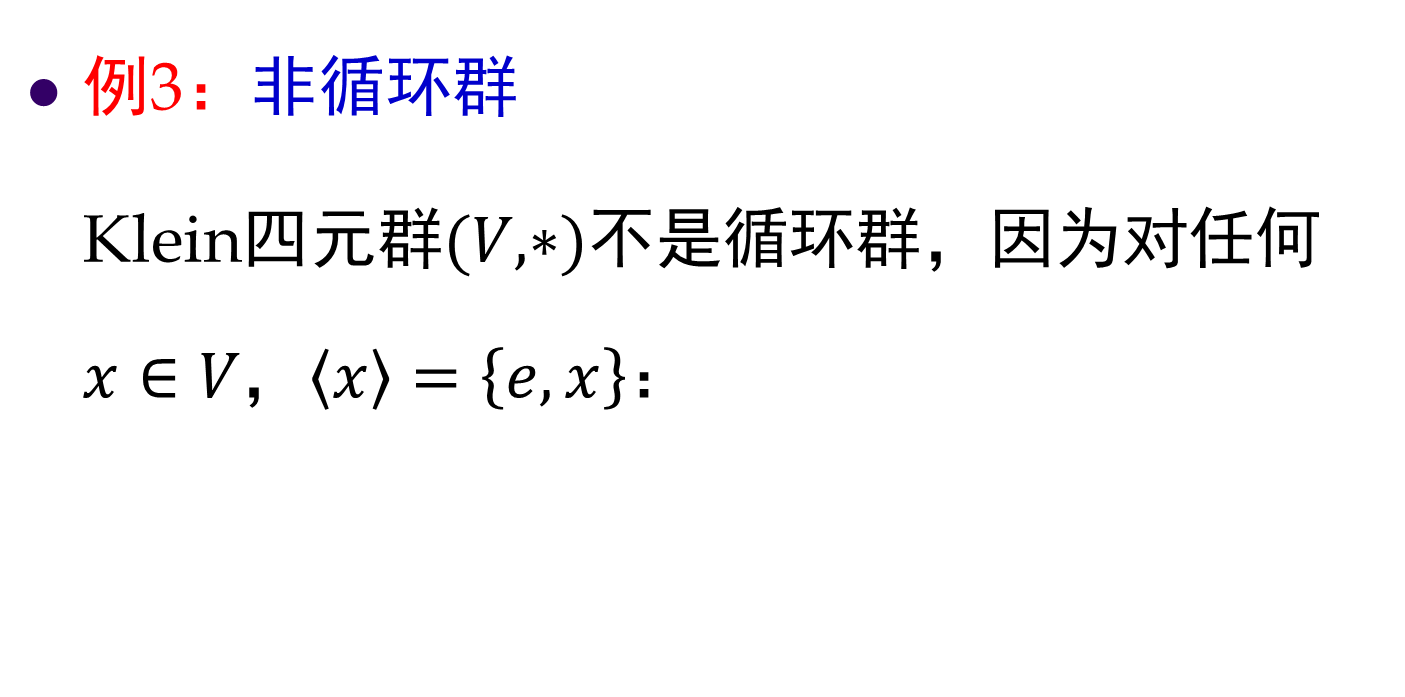 • 例3：非循环群
Klein四元群(V,∗)不是循环群，因为对任何
x ∈ V，⟨x⟩ = {e, x}：